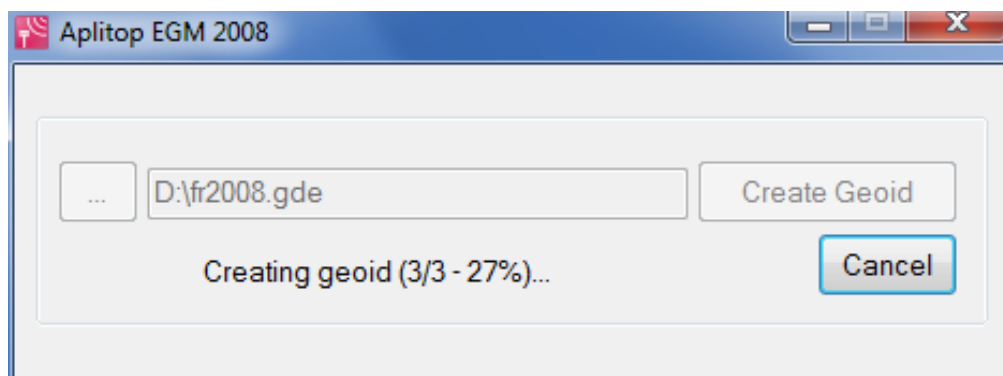 Aplitop EGM 2008
... D:\fr2008.gde Create Geoid
Creating geoid (3/3 - 27%)... Cancel